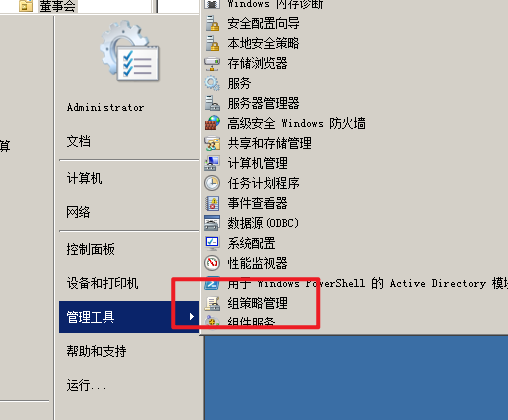 董事会
算
Administrator
文档
计算机
网络
控制面板
设备和打印机
管理工具
帮助和支持
运行...
Windows 内存诊断
安全配置向导
本地安全策略
存储浏览器
服务
服务器管理器
高级安全 Windows 防火墙
共享和存储管理
计算机管理
任务计划程序
事件查看器
数据源(ODBC)
系统配置
性能监视器
用于 Windows PowerShell 的 Active Directory 模
组策略管理
组件服务